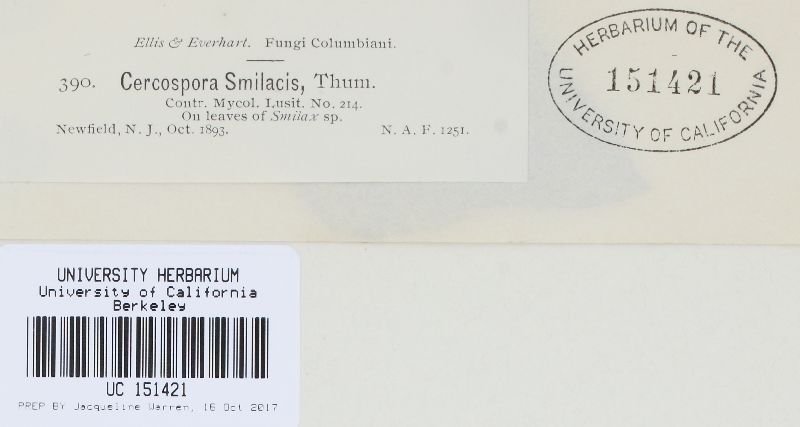 Ellis & Everhart. Fungi Columbiani.
390. Cercospora Smilacis, Thum.
Contr. Mycol. Lusit. No. 214.
On leaves of Smilax sp.
Newfield, N. J., Oct. 1893. N. A. F. 1251.
HERBARIUM OF THE
151421
UNIVERSITY OF CALIFORNIA
UNIVERSITY HERBARIUM
University of California
Berkeley
UC 151421
PREP BY Jacqueline Warren, 16 Oct 2017